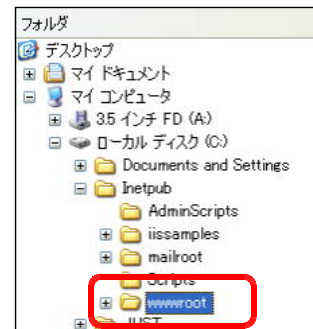 フォルダ
デスクトップ
マイ ドキュメント
マイ コンピュータ
3.5 インチ FD (A:)
ローカル ディスク (C:)
Documents and Settings
Inetpub
AdminScripts
iissamples
mailroot
Scripts
wwwroot
JUST